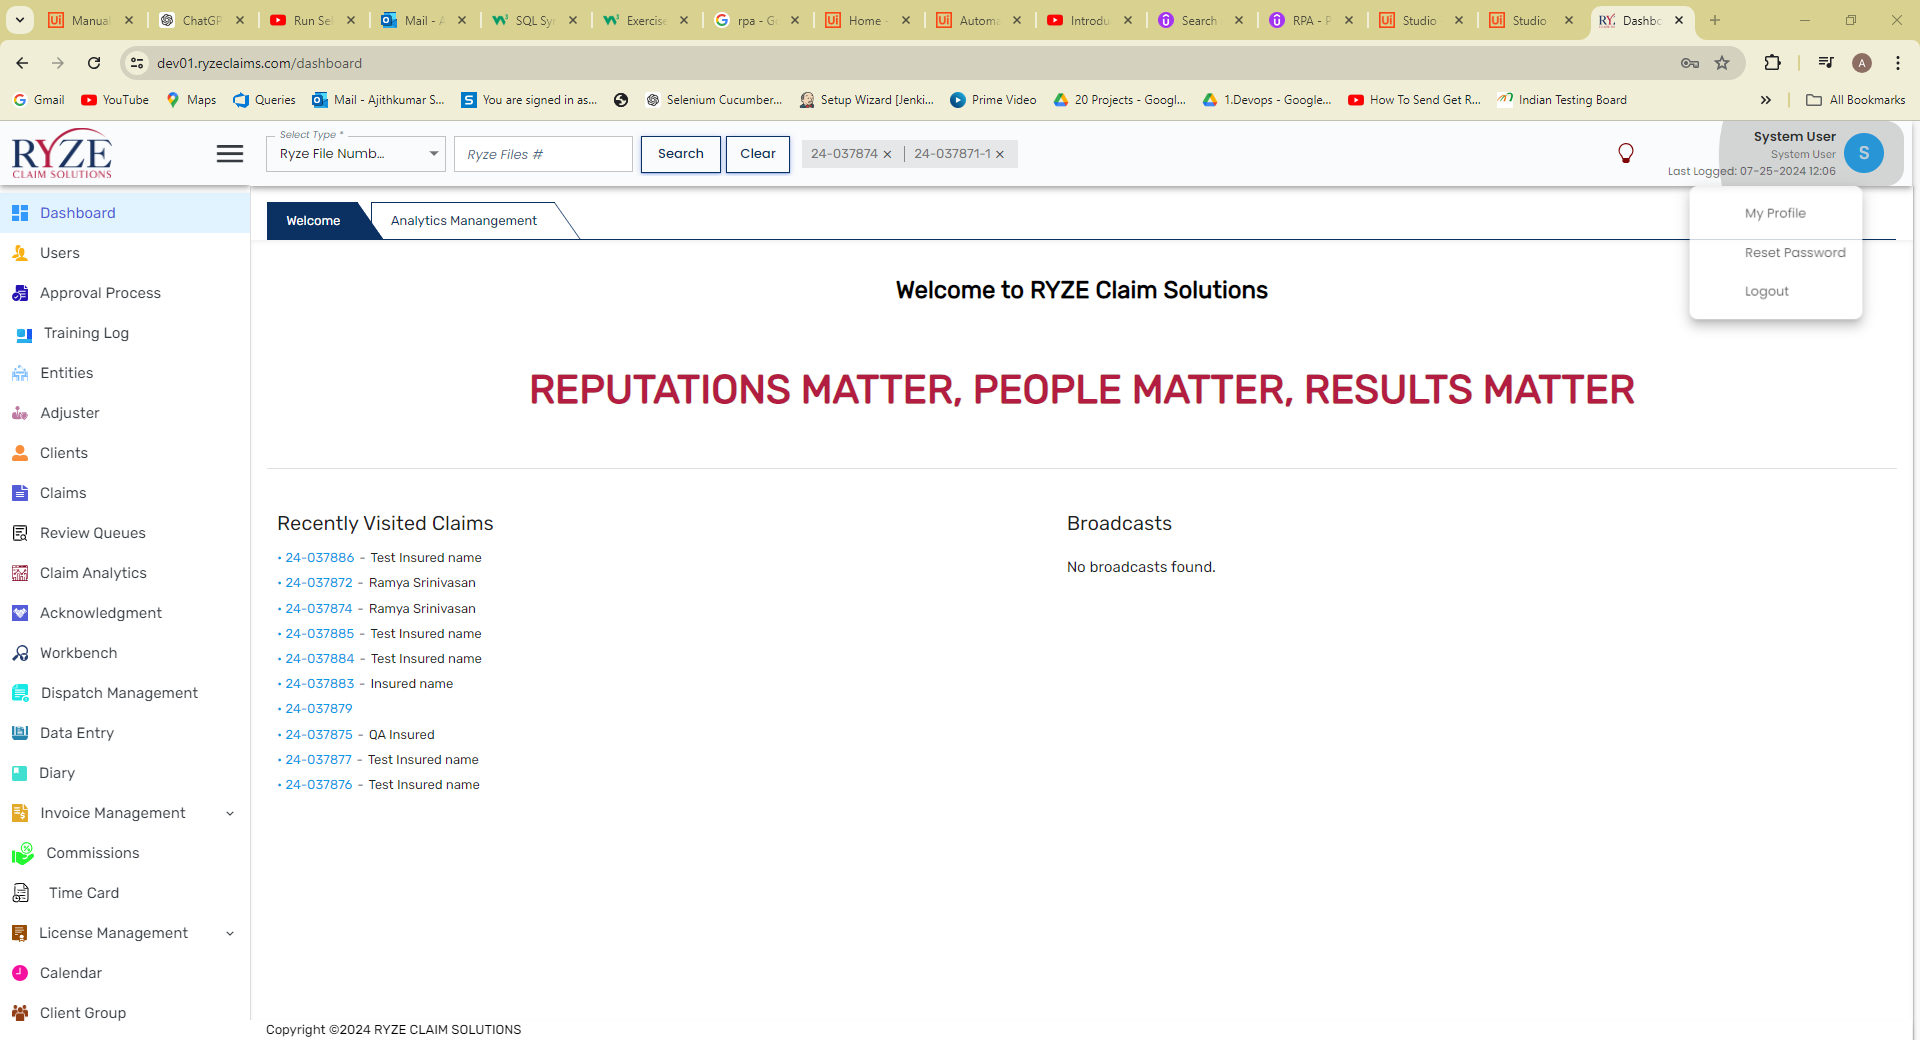 Manual
ChatGP
Run Sel
Mail - A
SQL Syn
Exercise
rpa - Go
Home -
Automa
Introdu
Search
RPA - P
Studio
Studio
Dashbo
dev01.ryzeclaims.com/dashboard
A
Gmail
YouTube
Maps
Queries
Mail - Ajithkumar S...
You are signed in as...
Selenium Cucumber...
Setup Wizard [Jenki...
Prime Video
20 Projects - Googl...
1.Devops - Google...
How To Send Get R...
Indian Testing Board
All Bookmarks
RYZE
CLAIM SOLUTIONS
Select Type *
Ryze File Numb...
Ryze Files #
Search
Clear
24-037874
24-037871-1
System User
System User
Last Logged: 07-25-2024 12:06
S
My Profile
Reset Password
Logout
Dashboard
Users
Approval Process
Training Log
Entities
Adjuster
Clients
Claims
Review Queues
Claim Analytics
Acknowledgment
Workbench
Dispatch Management
Data Entry
Diary
Invoice Management
Commissions
Time Card
License Management
Calendar
Client Group
Welcome
Analytics Manangement
Welcome to RYZE Claim Solutions
REPUTATIONS MATTER, PEOPLE MATTER, RESULTS MATTER
Recently Visited Claims
• 24-037886 - Test Insured name
• 24-037872 - Ramya Srinivasan
• 24-037874 - Ramya Srinivasan
• 24-037885 - Test Insured name
• 24-037884 - Test Insured name
• 24-037883 - Insured name
• 24-037879
• 24-037875 - QA Insured
• 24-037877 - Test Insured name
• 24-037876 - Test Insured name
Broadcasts
No broadcasts found.
Copyright ©2024 RYZE CLAIM SOLUTIONS